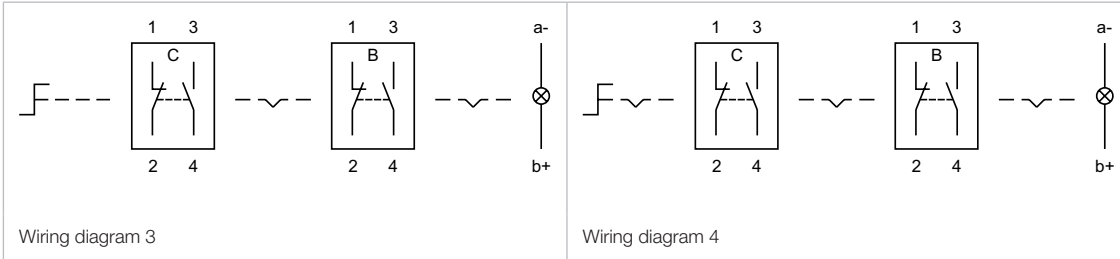 1 3 1 3 a-
C B
2 4 2 4 b+
Wiring diagram 3
1 3 1 3 a-
C B
2 4 2 4 b+
Wiring diagram 4